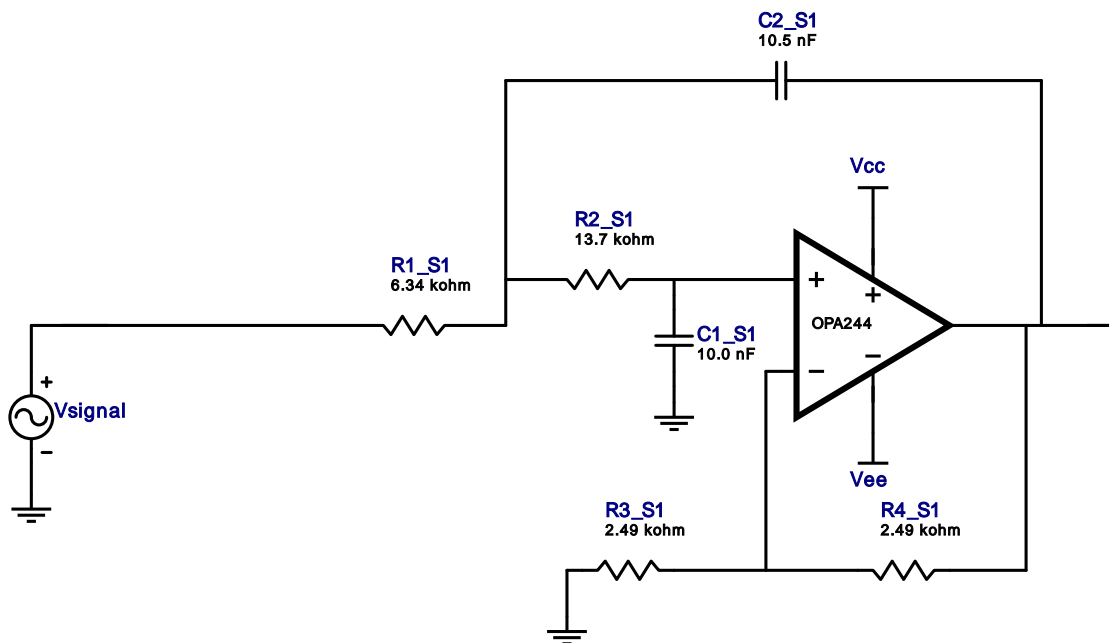 C2_S1
10.5 nF
Vcc
R2_S1
13.7 kohm
R1_S1
6.34 kohm
+
+
OPA244
C1_S1
10.0 nF
−
−
+
Vsignal
−
Vee
R3_S1
2.49 kohm
R4_S1
2.49 kohm